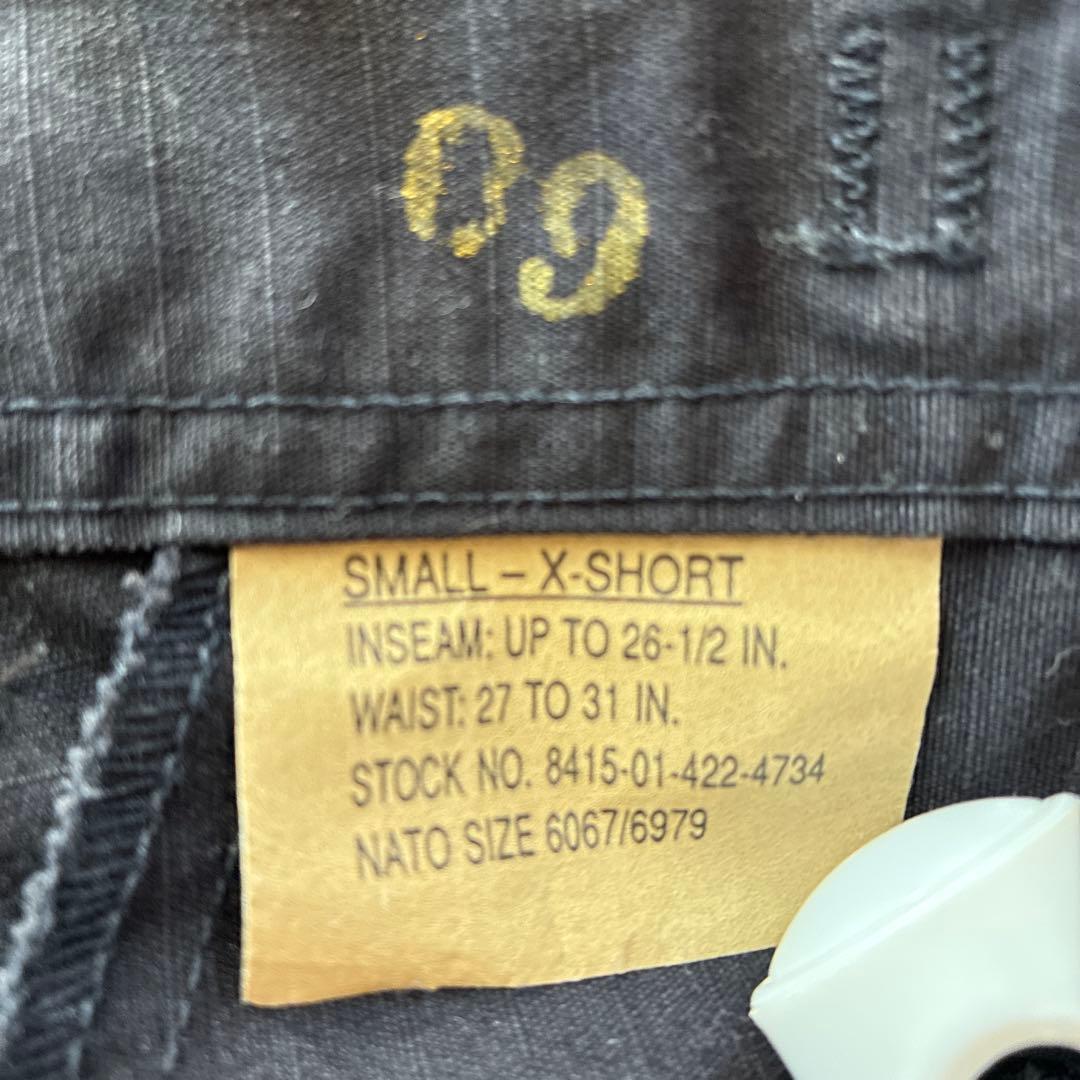 09
SMALL – X-SHORT
INSEAM: UP TO 26-1/2 IN.
WAIST: 27 TO 31 IN.
STOCK NO. 8415-01-422-4734
NATO SIZE 6067/6979